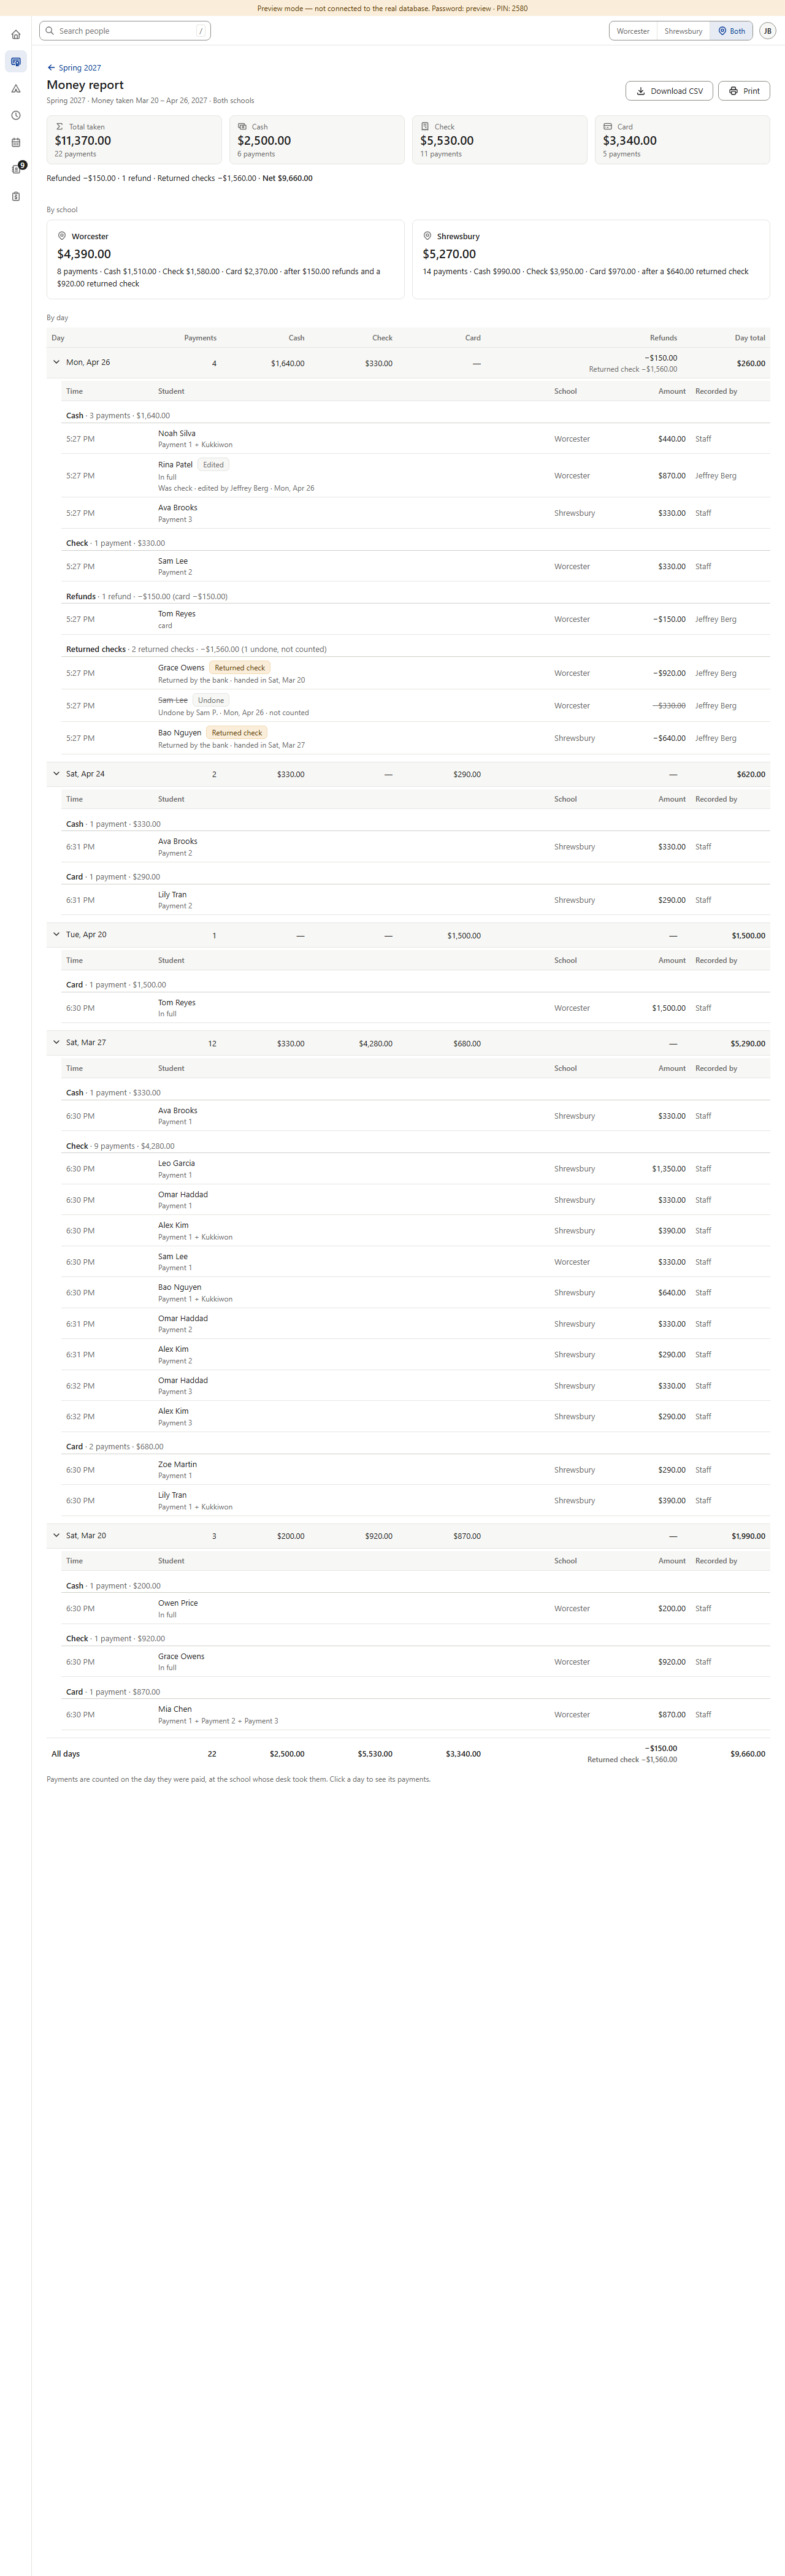 Preview mode — not connected to the real database. Password: preview · PIN: 2580
Search people /
Worcester Shrewsbury Both JB
9
Spring 2027
Money report
Spring 2027 · Money taken Mar 20 – Apr 26, 2027 · Both schools
Download CSV Print
Total taken
$11,370.00
22 payments
Cash
$2,500.00
6 payments
Check
$5,530.00
11 payments
Card
$3,340.00
5 payments
Refunded −$150.00 · 1 refund · Returned checks −$1,560.00 · Net $9,660.00
By school
Worcester
$4,390.00
8 payments · Cash $1,510.00 · Check $1,580.00 · Card $2,370.00 · after $150.00 refunds and a
$920.00 returned check
Shrewsbury
$5,270.00
14 payments · Cash $990.00 · Check $3,950.00 · Card $970.00 · after a $640.00 returned check
By day
Day Payments Cash Check Card Refunds Day total
Mon, Apr 26 4 $1,640.00 $330.00 — −$150.00 $260.00
Returned check −$1,560.00
Time Student School Amount Recorded by
Cash · 3 payments · $1,640.00
5:27 PM Noah Silva Worcester $440.00 Staff
Payment 1 + Kukkiwon
5:27 PM Rina Patel Edited Worcester $870.00 Jeffrey Berg
In full
Was check · edited by Jeffrey Berg · Mon, Apr 26
5:27 PM Ava Brooks Shrewsbury $330.00 Staff
Payment 3
Check · 1 payment · $330.00
5:27 PM Sam Lee Worcester $330.00 Staff
Payment 2
Refunds · 1 refund · −$150.00 (card −$150.00)
5:27 PM Tom Reyes Worcester −$150.00 Jeffrey Berg
card
Returned checks · 2 returned checks · −$1,560.00 (1 undone, not counted)
5:27 PM Grace Owens Returned check Worcester −$920.00 Jeffrey Berg
Returned by the bank · handed in Sat, Mar 20
5:27 PM Sam Lee Undone Worcester −$330.00 Jeffrey Berg
Undone by Sam P. · Mon, Apr 26 · not counted
5:27 PM Bao Nguyen Returned check Shrewsbury −$640.00 Jeffrey Berg
Returned by the bank · handed in Sat, Mar 27
Sat, Apr 24 2 $330.00 — $290.00 — $620.00
Time Student School Amount Recorded by
Cash · 1 payment · $330.00
6:31 PM Ava Brooks Shrewsbury $330.00 Staff
Payment 2
Card · 1 payment · $290.00
6:31 PM Lily Tran Shrewsbury $290.00 Staff
Payment 2
Tue, Apr 20 1 — — $1,500.00 — $1,500.00
Time Student School Amount Recorded by
Card · 1 payment · $1,500.00
6:30 PM Tom Reyes Worcester $1,500.00 Staff
In full
Sat, Mar 27 12 $330.00 $4,280.00 $680.00 — $5,290.00
Time Student School Amount Recorded by
Cash · 1 payment · $330.00
6:30 PM Ava Brooks Shrewsbury $330.00 Staff
Payment 1
Check · 9 payments · $4,280.00
6:30 PM Leo Garcia Shrewsbury $1,350.00 Staff
Payment 1
6:30 PM Omar Haddad Shrewsbury $330.00 Staff
Payment 1
6:30 PM Alex Kim Shrewsbury $390.00 Staff
Payment 1 + Kukkiwon
6:30 PM Sam Lee Worcester $330.00 Staff
Payment 1
6:30 PM Bao Nguyen Shrewsbury $640.00 Staff
Payment 1 + Kukkiwon
6:31 PM Omar Haddad Shrewsbury $330.00 Staff
Payment 2
6:31 PM Alex Kim Shrewsbury $290.00 Staff
Payment 2
6:32 PM Omar Haddad Shrewsbury $330.00 Staff
Payment 3
6:32 PM Alex Kim Shrewsbury $290.00 Staff
Payment 3
Card · 2 payments · $680.00
6:30 PM Zoe Martin Shrewsbury $290.00 Staff
Payment 1
6:30 PM Lily Tran Shrewsbury $390.00 Staff
Payment 1 + Kukkiwon
Sat, Mar 20 3 $200.00 $920.00 $870.00 — $1,990.00
Time Student School Amount Recorded by
Cash · 1 payment · $200.00
6:30 PM Owen Price Worcester $200.00 Staff
In full
Check · 1 payment · $920.00
6:30 PM Grace Owens Worcester $920.00 Staff
In full
Card · 1 payment · $870.00
6:30 PM Mia Chen Worcester $870.00 Staff
Payment 1 + Payment 2 + Payment 3
All days 22 $2,500.00 $5,530.00 $3,340.00 −$150.00 $9,660.00
Returned check −$1,560.00
Payments are counted on the day they were paid, at the school whose desk took them. Click a day to see its payments.